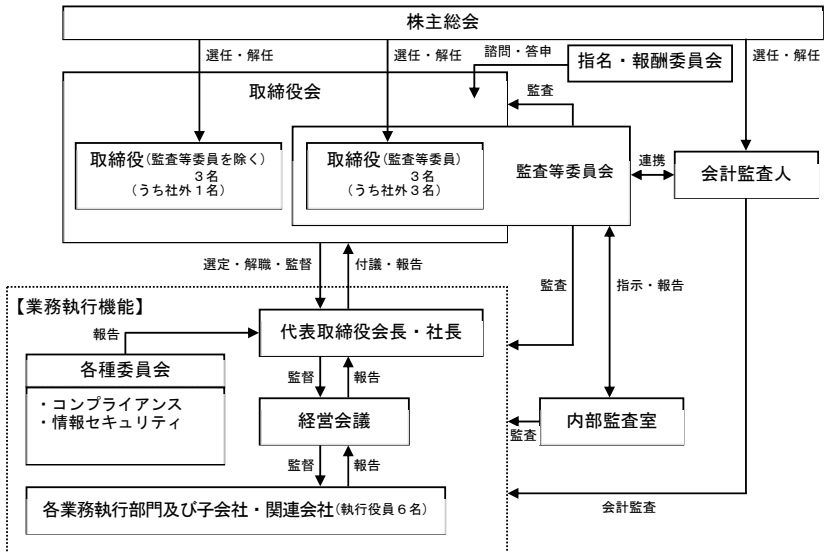 株主総会
選任・解任
選任・解任
諮問・答申
指名・報酬委員会
選任・解任
取締役会
監査
取締役(監査等委員を除く)
3名
(うち社外1名)
取締役(監査等委員)
3名
(うち社外3名)
監査等委員会
連携
会計監査人
選定・解職・監督
付議・報告
監査
指示・報告
【業務執行機能】
報告
代表取締役会長・社長
各種委員会
・コンプライアンス
・情報セキュリティ
監督
報告
経営会議
内部監査室
監査
監督
報告
各業務執行部門及び子会社・関連会社(執行役員6名)
会計監査